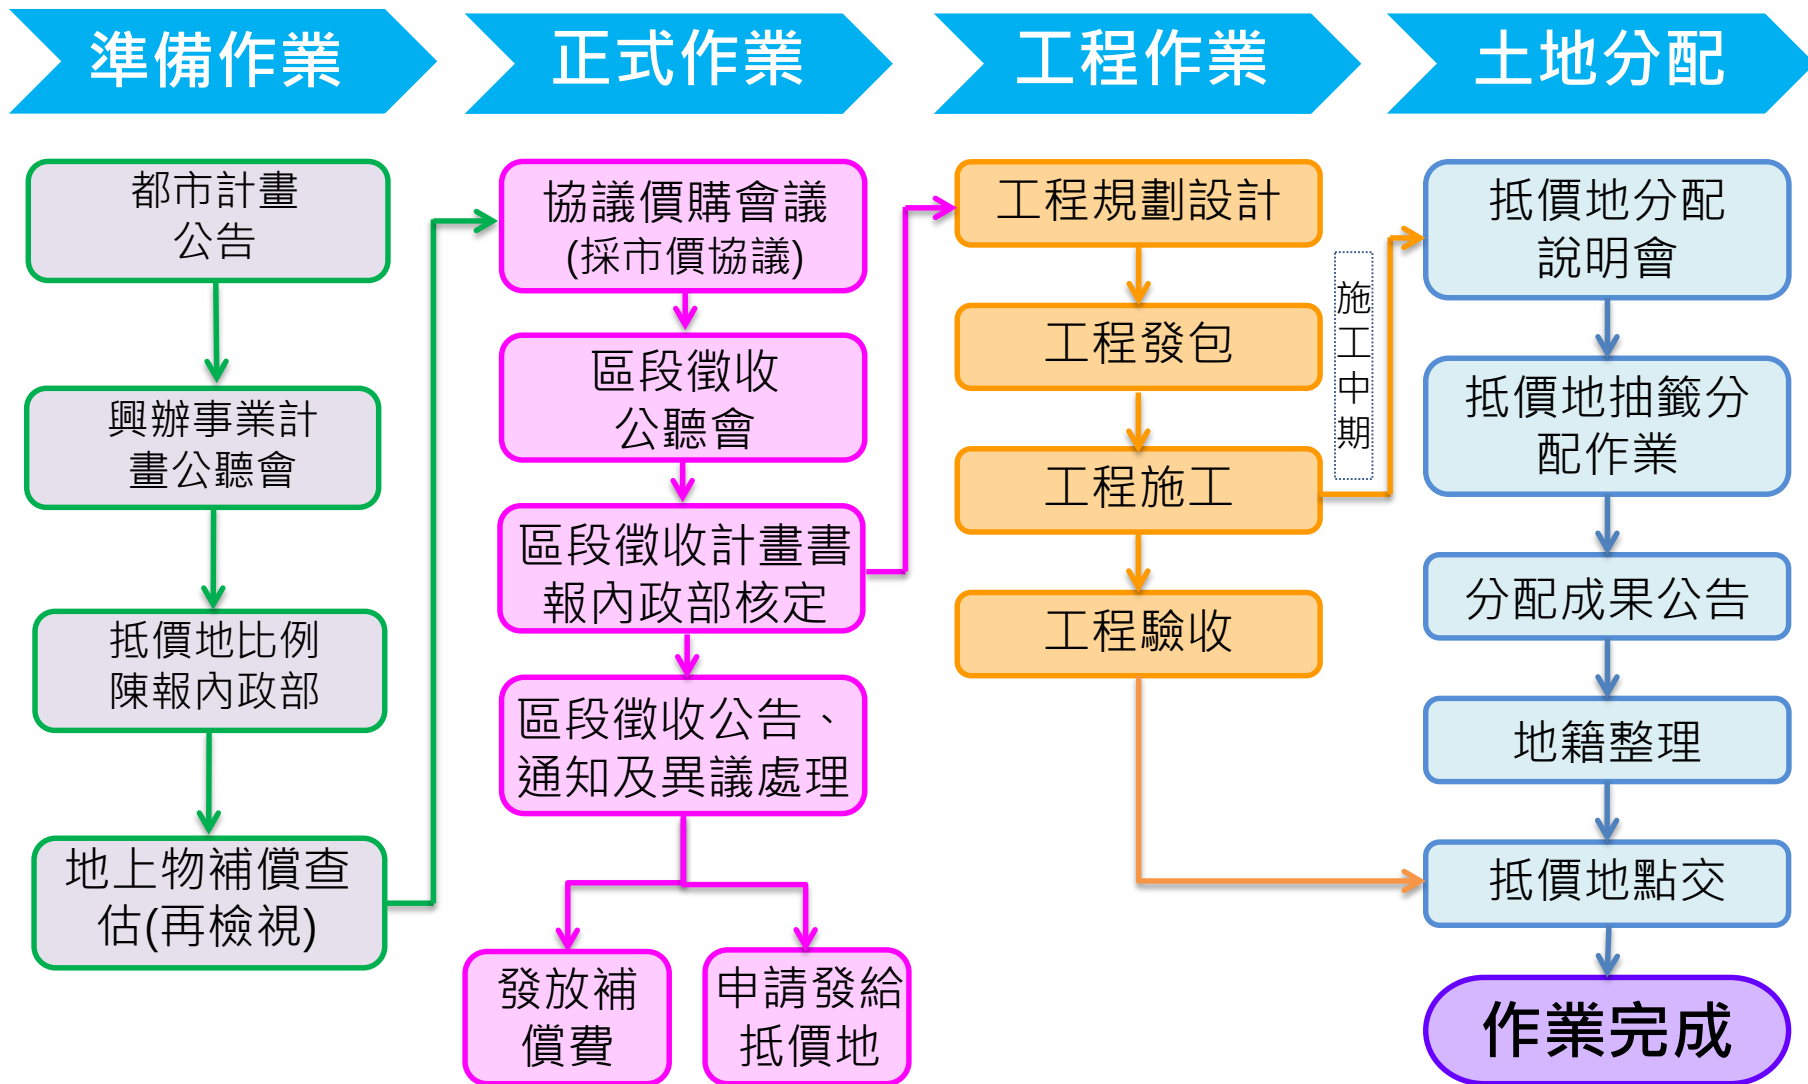 準備作業
正式作業
工程作業
土地分配
都市計畫
公告
興辦事業計
畫公聽會
抵價地比例
陳報內政部
地上物補償查
估(再檢視)
協議價購會議
(採市價協議)
區段徵收
公聽會
區段徵收計畫書
報內政部核定
區段徵收公告、
通知及異議處理
發放補
償費
申請發給
抵價地
工程規劃設計
工程發包
工程施工
工程驗收
施工中期
抵價地分配
說明會
抵價地抽籤分
配作業
分配成果公告
地籍整理
抵價地點交
作業完成